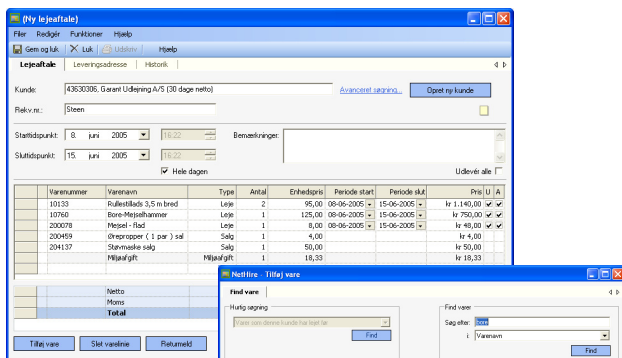 (Ny lejeaftale)
Filer Redigér Funktioner Hjælp
Gem og luk Luk Udskriv Hjælp
Lejeaftale Leveringsadresse Historik
Kunde: 43630306, Garant Udlejning A/S (30 dage netto) Avanceret søgning... Opret ny kunde
Rekv.nr.: Steen
Starttidspunkt: 8. juni 2005 16:22 Bemærkninger:
Sluttidspunkt: 15. juni 2005 16:22
Hele dagen Udlevér alle
Varenummer Varenavn Type Antal Enhedspris Periode start Periode slut Pris U A
10133 Rullestillads 3,5 m bred Leje 2 95,00 08-06-2005 15-06-2005 kr 1.140,00
10760 Bore-Mejselhammer Leje 1 125,00 08-06-2005 15-06-2005 kr 750,00
200078 Mejsel - flad Leje 1 8,00 08-06-2005 15-06-2005 kr 48,00
200459 Ørepropper ( 1 par ) sal Salg 1 4,00 kr 4,00
204137 Støvmaske salg Salg 1 50,00 kr 50,00
Miljøafgift Miljøafgift 1 18,33 kr 18,33
Netto
Moms
Total
Tilføj vare Slet varelinie Returmeld
NetHire - Tilføj vare
Find vare
Hurtig søgning Find varer
Varer som denne kunde har lejet før Søg efter: bore
Find i: Varenavn
Find